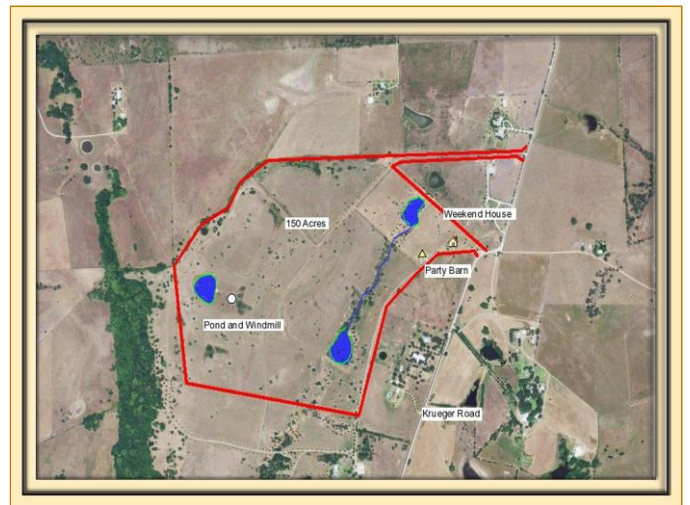 Weekend House
150 Acres
Party Barn
Pond and Windmill
Krueger Road